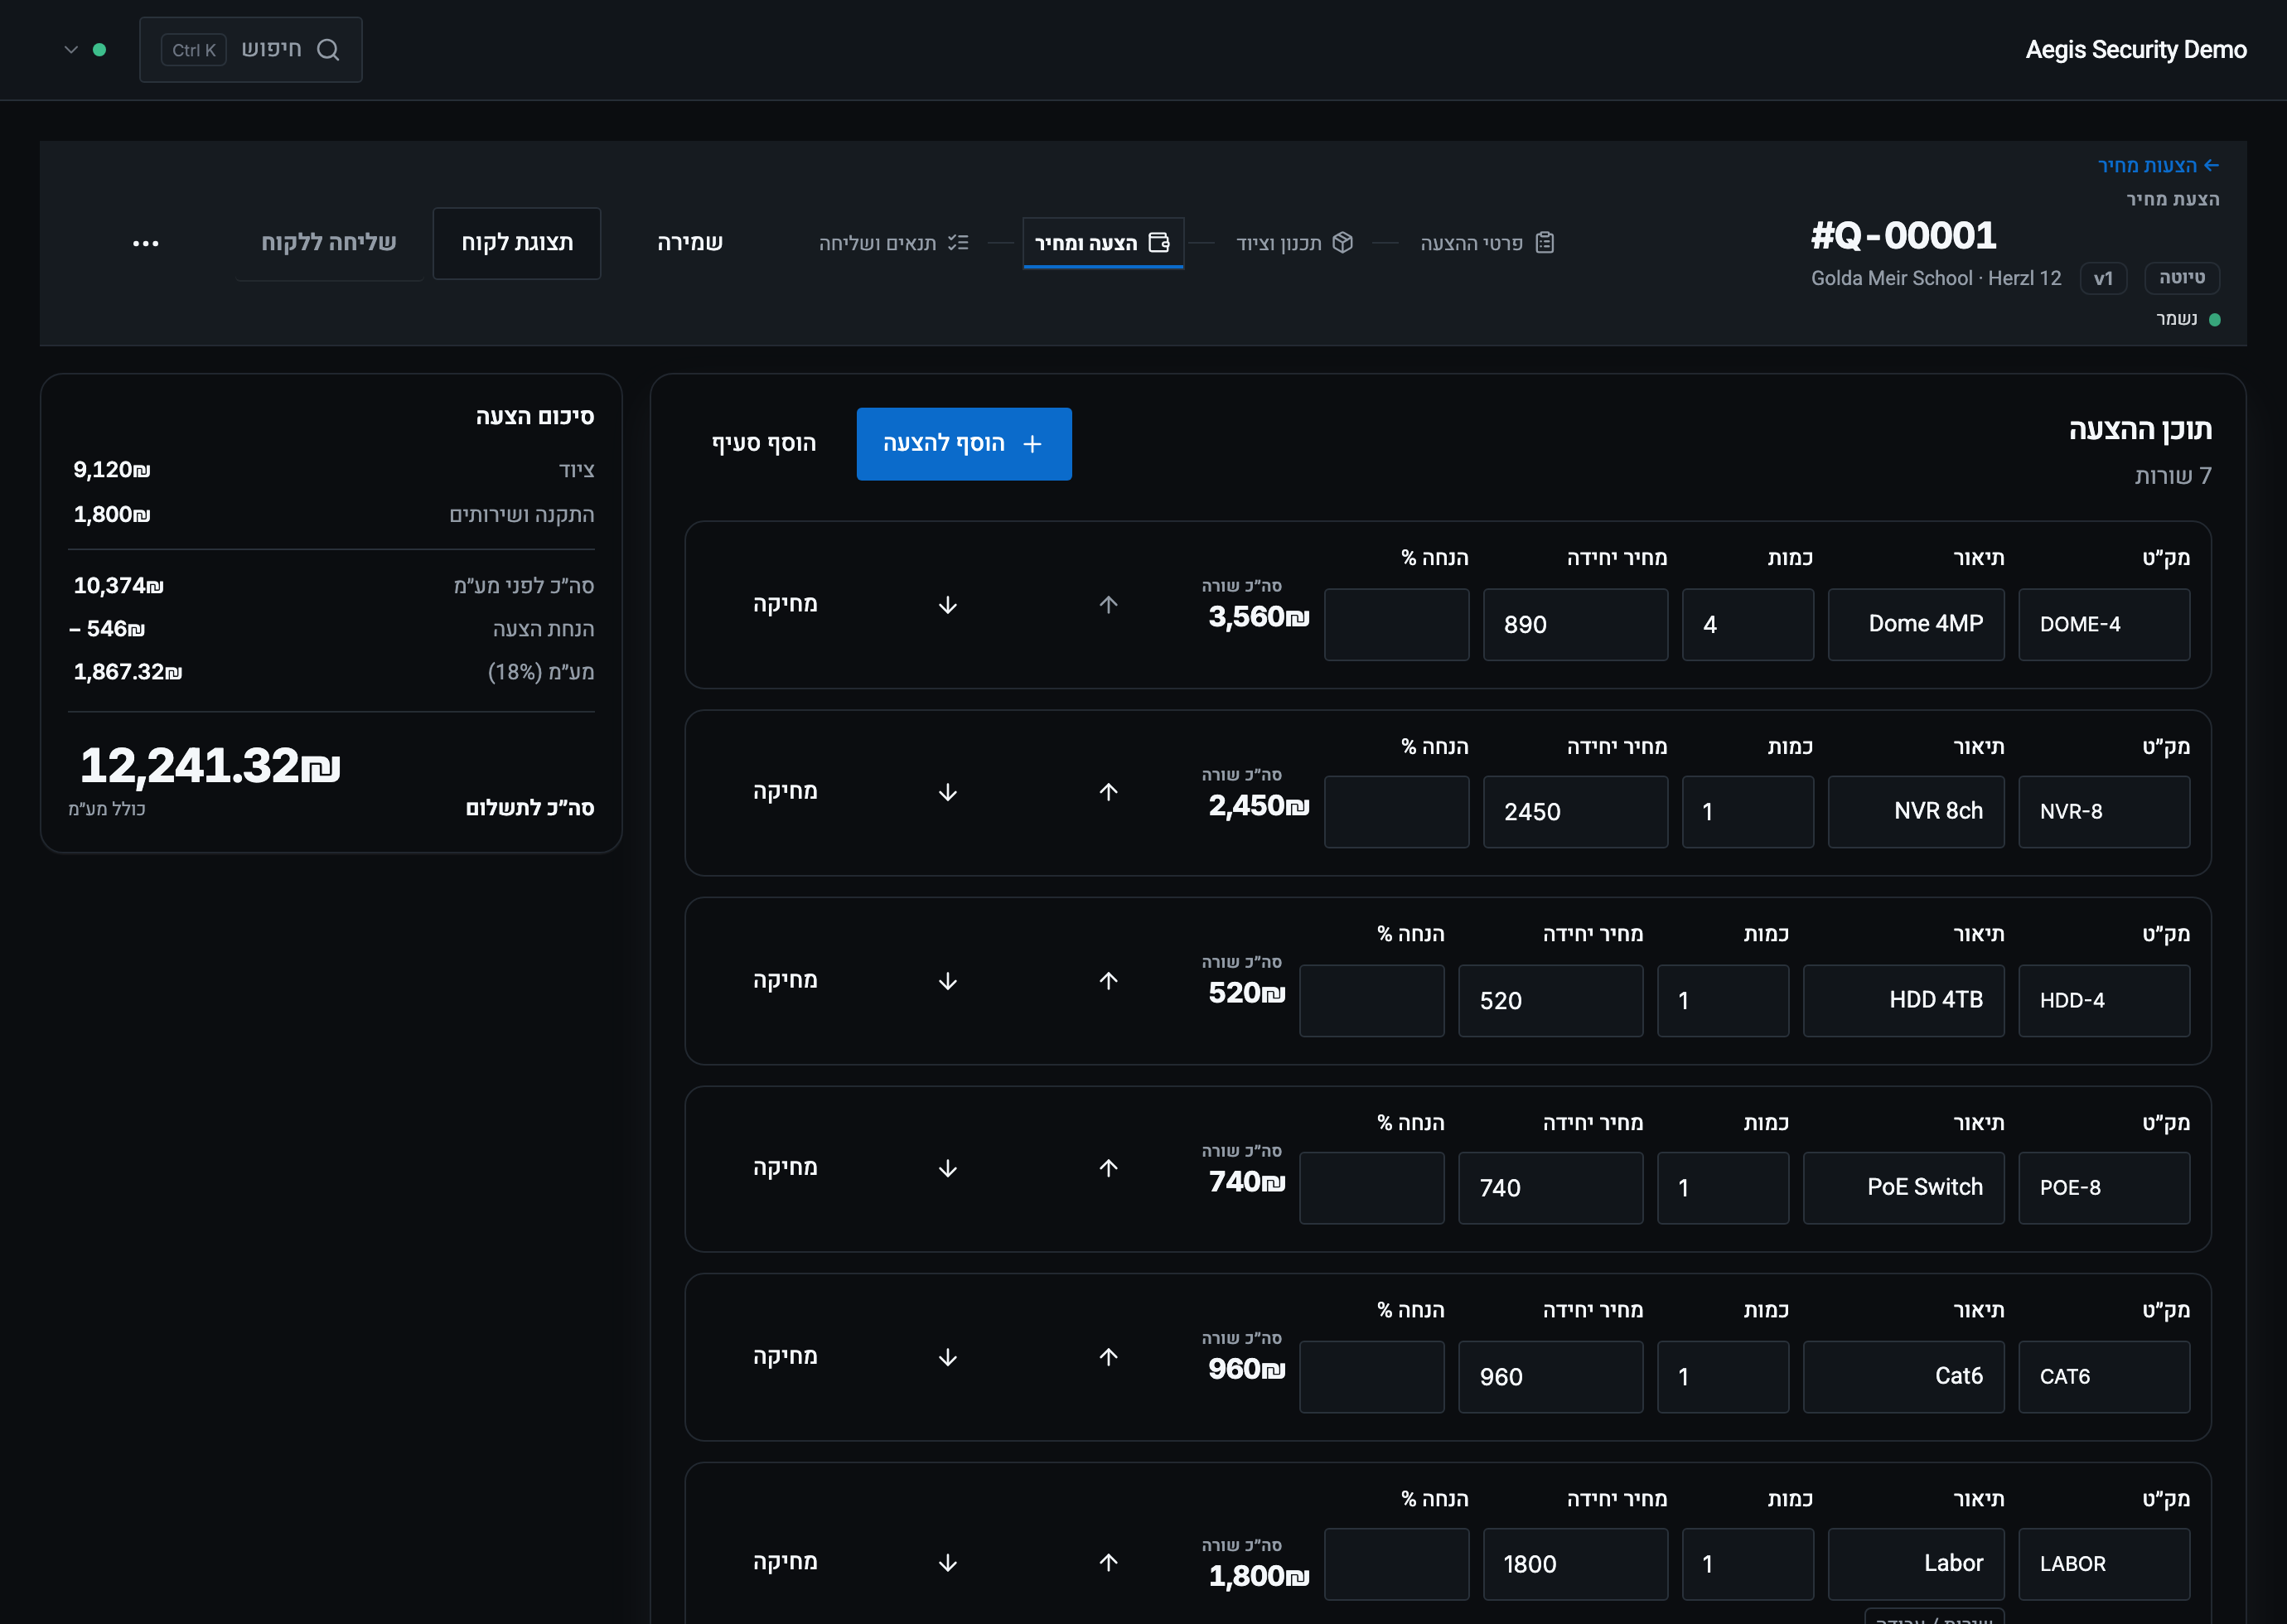 Aegis Security Demo
חיפוש Ctrl K
הצעות מחיר
הצעת מחיר
#Q-00001
טיוטה v1 Golda Meir School · Herzl 12
נשמר
פרטי ההצעה
תכנון וציוד
הצעה ומחיר
תנאים ושליחה
שמירה
תצוגת לקוח
שליחה ללקוח
תוכן ההצעה
7 שורות
הוסף להצעה
הוסף סעיף
מק״ט תיאור כמות מחיר יחידה הנחה %
DOME-4 Dome 4MP 4 890 סה״כ שורה ₪3,560 מחיקה
מק״ט תיאור כמות מחיר יחידה הנחה %
NVR-8 NVR 8ch 1 2450 סה״כ שורה ₪2,450 מחיקה
מק״ט תיאור כמות מחיר יחידה הנחה %
HDD-4 HDD 4TB 1 520 סה״כ שורה ₪520 מחיקה
מק״ט תיאור כמות מחיר יחידה הנחה %
POE-8 PoE Switch 1 740 סה״כ שורה ₪740 מחיקה
מק״ט תיאור כמות מחיר יחידה הנחה %
CAT6 Cat6 1 960 סה״כ שורה ₪960 מחיקה
מק״ט תיאור כמות מחיר יחידה הנחה %
LABOR Labor 1 1800 סה״כ שורה ₪1,800 מחיקה
סיכום הצעה
ציוד ₪9,120
התקנה ושירותים ₪1,800
סה״כ לפני מע״מ ₪10,374
הנחת הצעה ₪546 –
מע״מ (18%) ₪1,867.32
₪12,241.32
סה״כ לתשלום כולל מע״מ